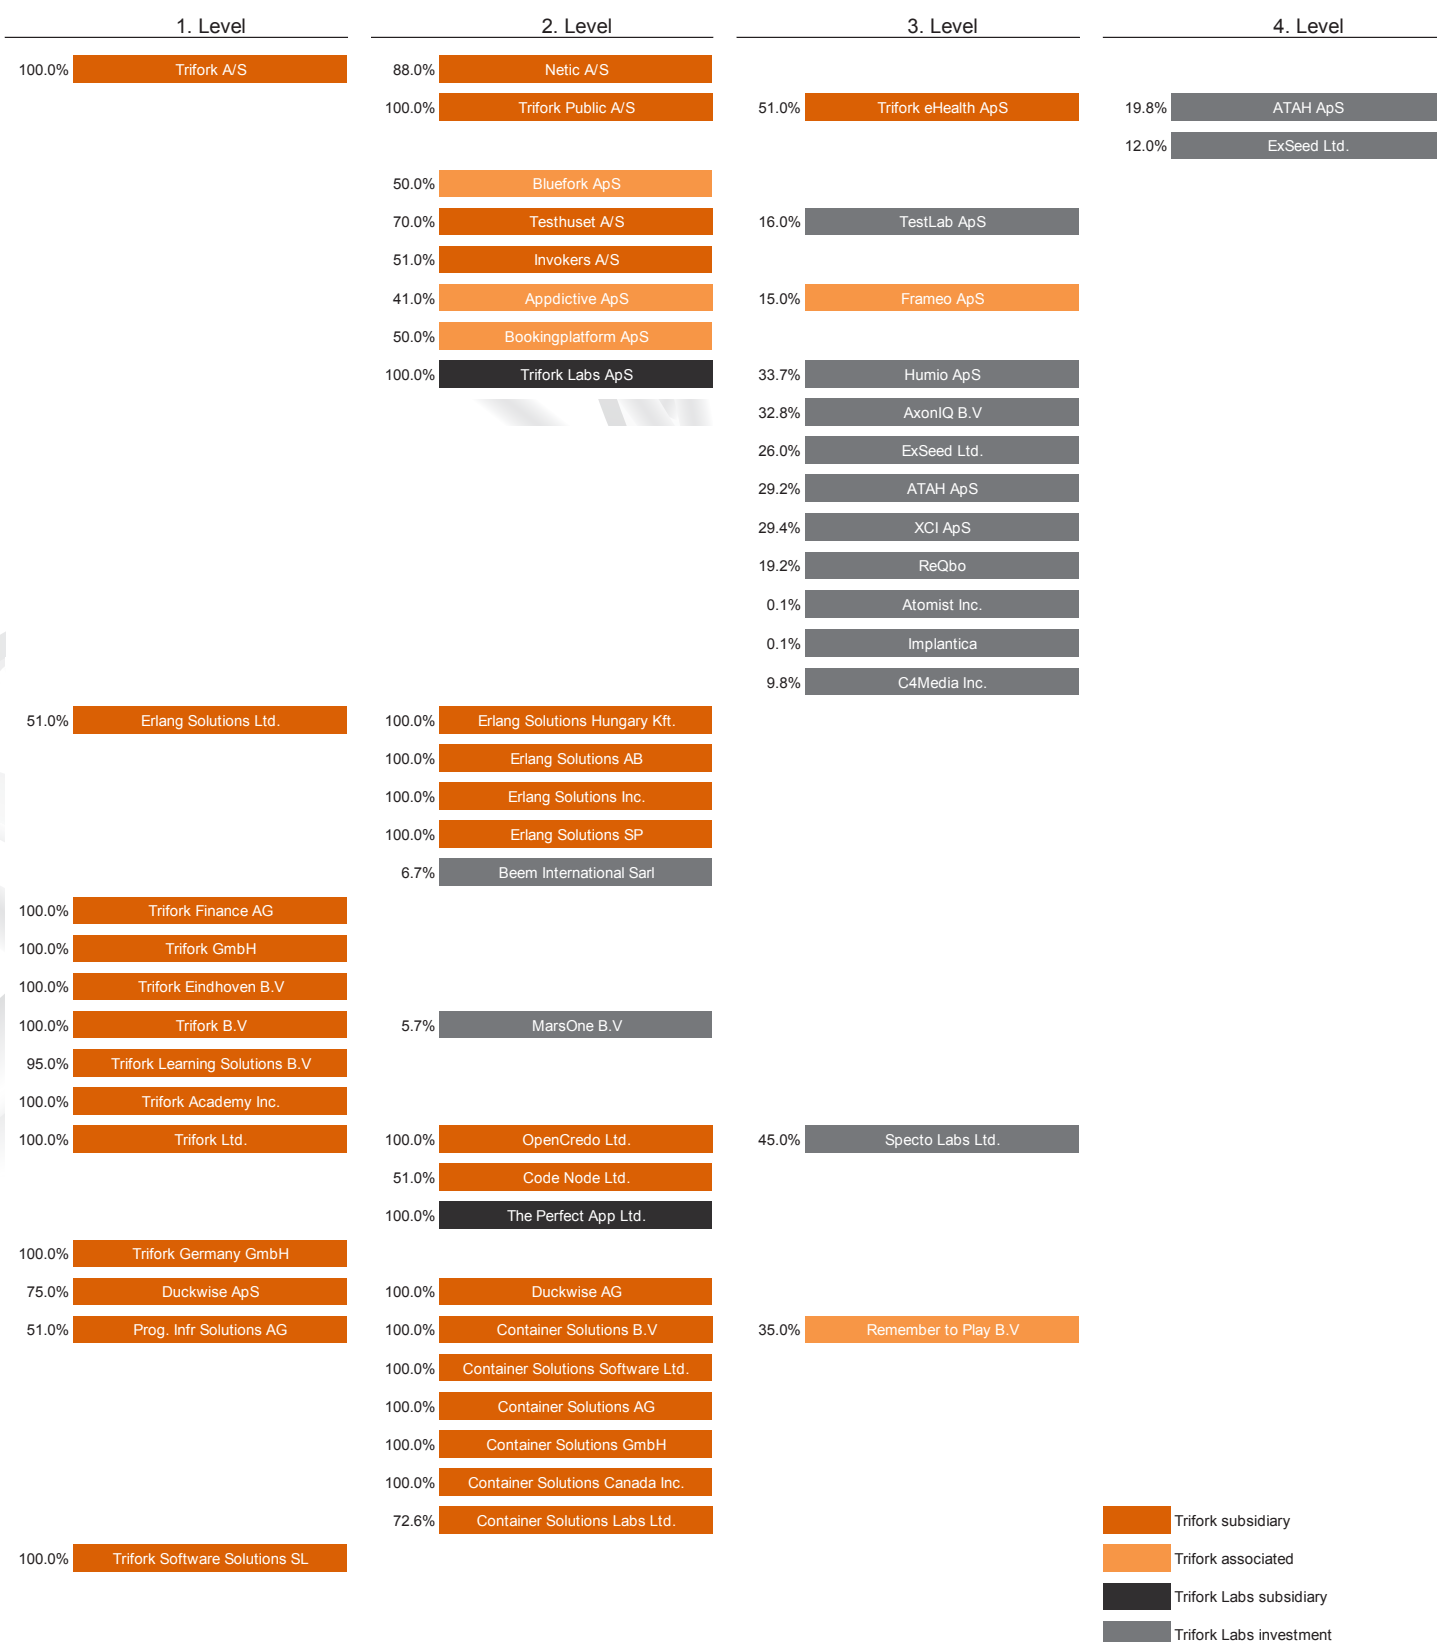 1. Level 2. Level 3. Level 4. Level
100.0% Trifork A/S 88.0% Netic A/S
100.0% Trifork Public A/S 51.0% Trifork eHealth ApS 19.8% ATAH ApS
12.0% ExSeed Ltd.
50.0% Bluefork ApS
70.0% Testhuset A/S 16.0% TestLab ApS
51.0% Invokers A/S
41.0% Appdictive ApS 15.0% Frameo ApS
50.0% Bookingplatform ApS
100.0% Trifork Labs ApS 33.7% Humio ApS
32.8% AxonIQ B.V
26.0% ExSeed Ltd.
29.2% ATAH ApS
29.4% XCI ApS
19.2% ReQbo
0.1% Atomist Inc.
0.1% Implantica
9.8% C4Media Inc.
51.0% Erlang Solutions Ltd. 100.0% Erlang Solutions Hungary Kft.
100.0% Erlang Solutions AB
100.0% Erlang Solutions Inc.
100.0% Erlang Solutions SP
6.7% Beem International Sarl
100.0% Trifork Finance AG
100.0% Trifork GmbH
100.0% Trifork Eindhoven B.V
100.0% Trifork B.V 5.7% MarsOne B.V
95.0% Trifork Learning Solutions B.V
100.0% Trifork Academy Inc.
100.0% Trifork Ltd. 100.0% OpenCredo Ltd. 45.0% Specto Labs Ltd.
51.0% Code Node Ltd.
100.0% The Perfect App Ltd.
100.0% Trifork Germany GmbH
75.0% Duckwise ApS 100.0% Duckwise AG
51.0% Prog. Infr Solutions AG 100.0% Container Solutions B.V 35.0% Remember to Play B.V
100.0% Container Solutions Software Ltd.
100.0% Container Solutions AG
100.0% Container Solutions GmbH
100.0% Container Solutions Canada Inc.
72.6% Container Solutions Labs Ltd.
Trifork subsidiary
100.0% Trifork Software Solutions SL Trifork associated
Trifork Labs subsidiary
Trifork Labs investment